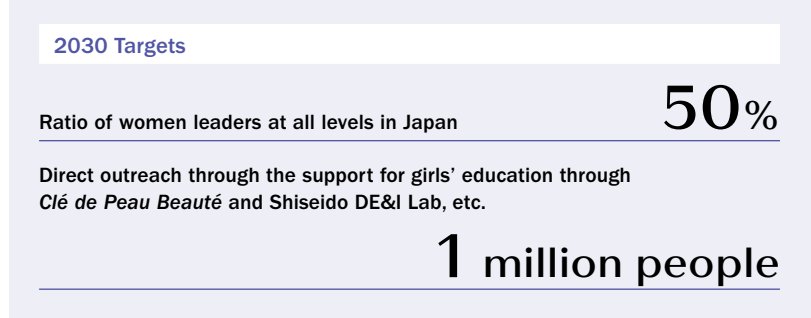 2030 Targets
Ratio of women leaders at all levels in Japan 50%
Direct outreach through the support for girls’ education through
Clé de Peau Beauté and Shiseido DE&I Lab, etc.
1 million people